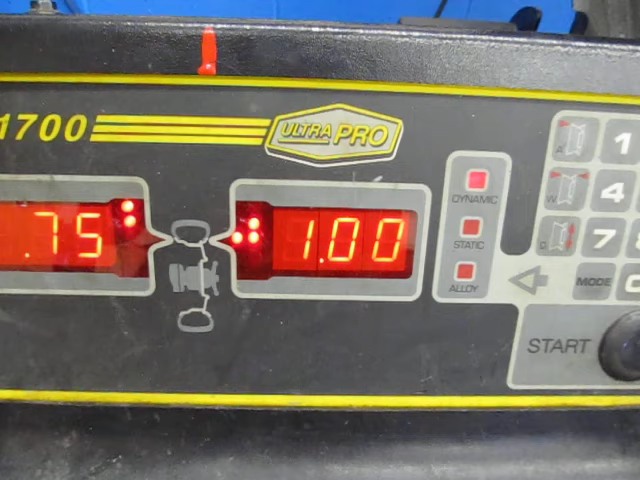 1700
ULTRA PRO
.75
1.00
DYNAMIC
STATIC
ALLOY
A
1
W
4
D
7
MODE
START